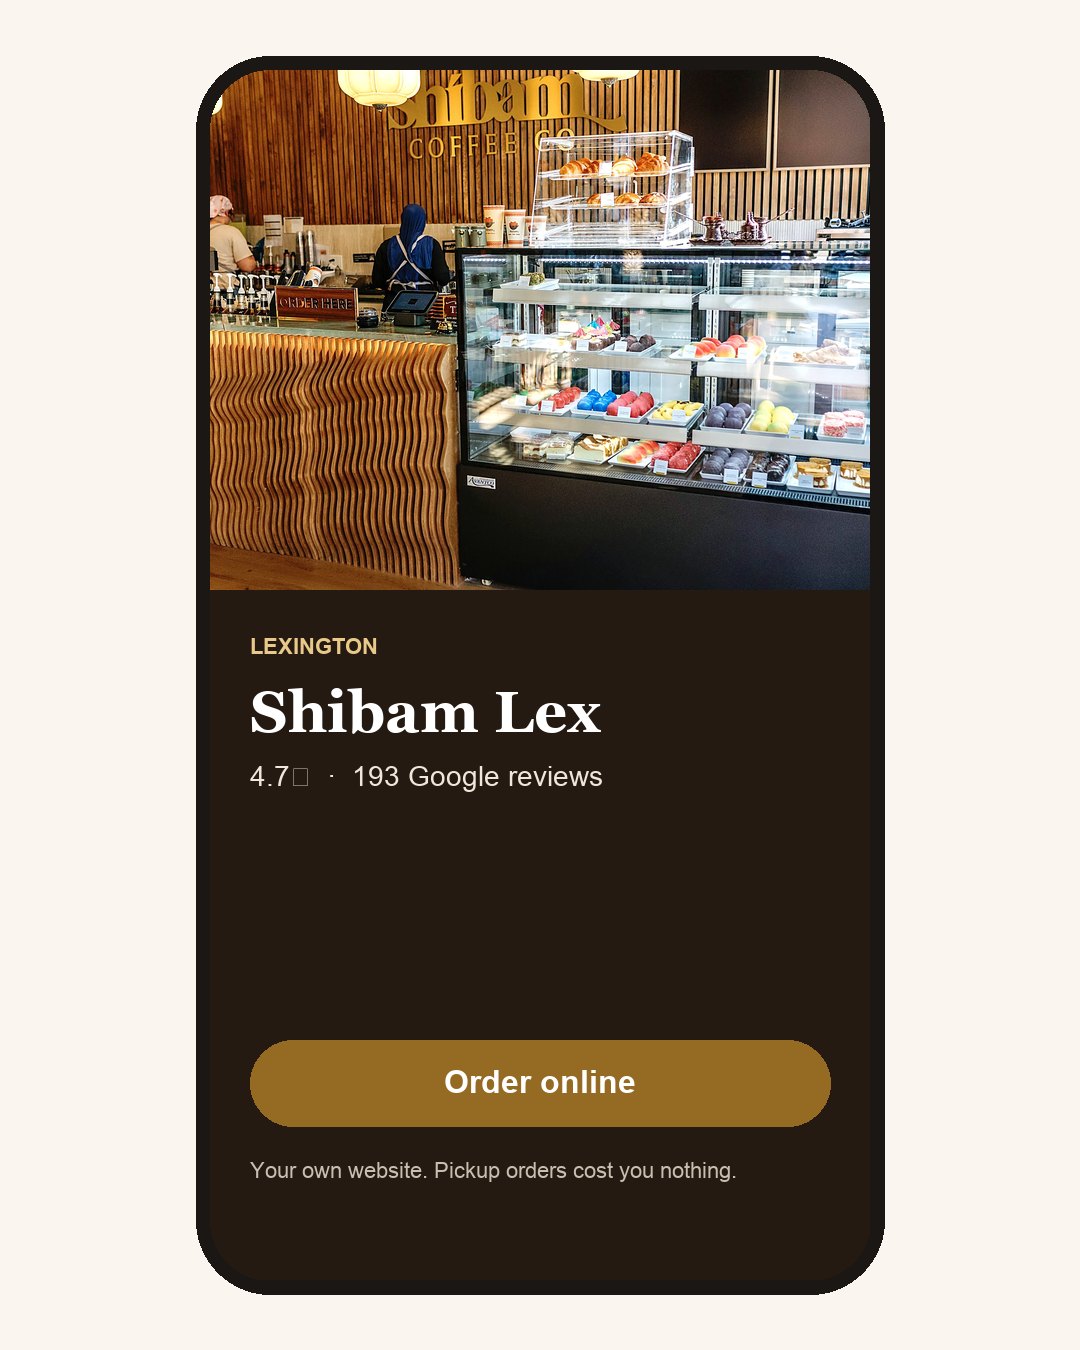 Shibam
COFFEE CO
ORDER HERE
LEXINGTON
Shibam Lex
4.7□ · 193 Google reviews
Order online
Your own website. Pickup orders cost you nothing.